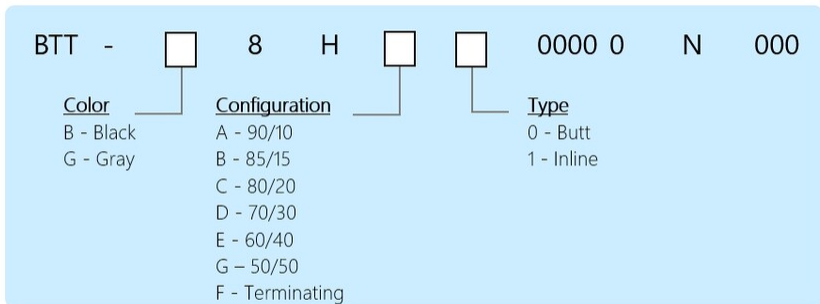 BTT - 8 H 0000 0 N 000
Color Configuration Type
B - Black A - 90/10 0 - Butt
G - Gray B - 85/15 1 - Inline
C - 80/20
D - 70/30
E - 60/40
G – 50/50
F - Terminating